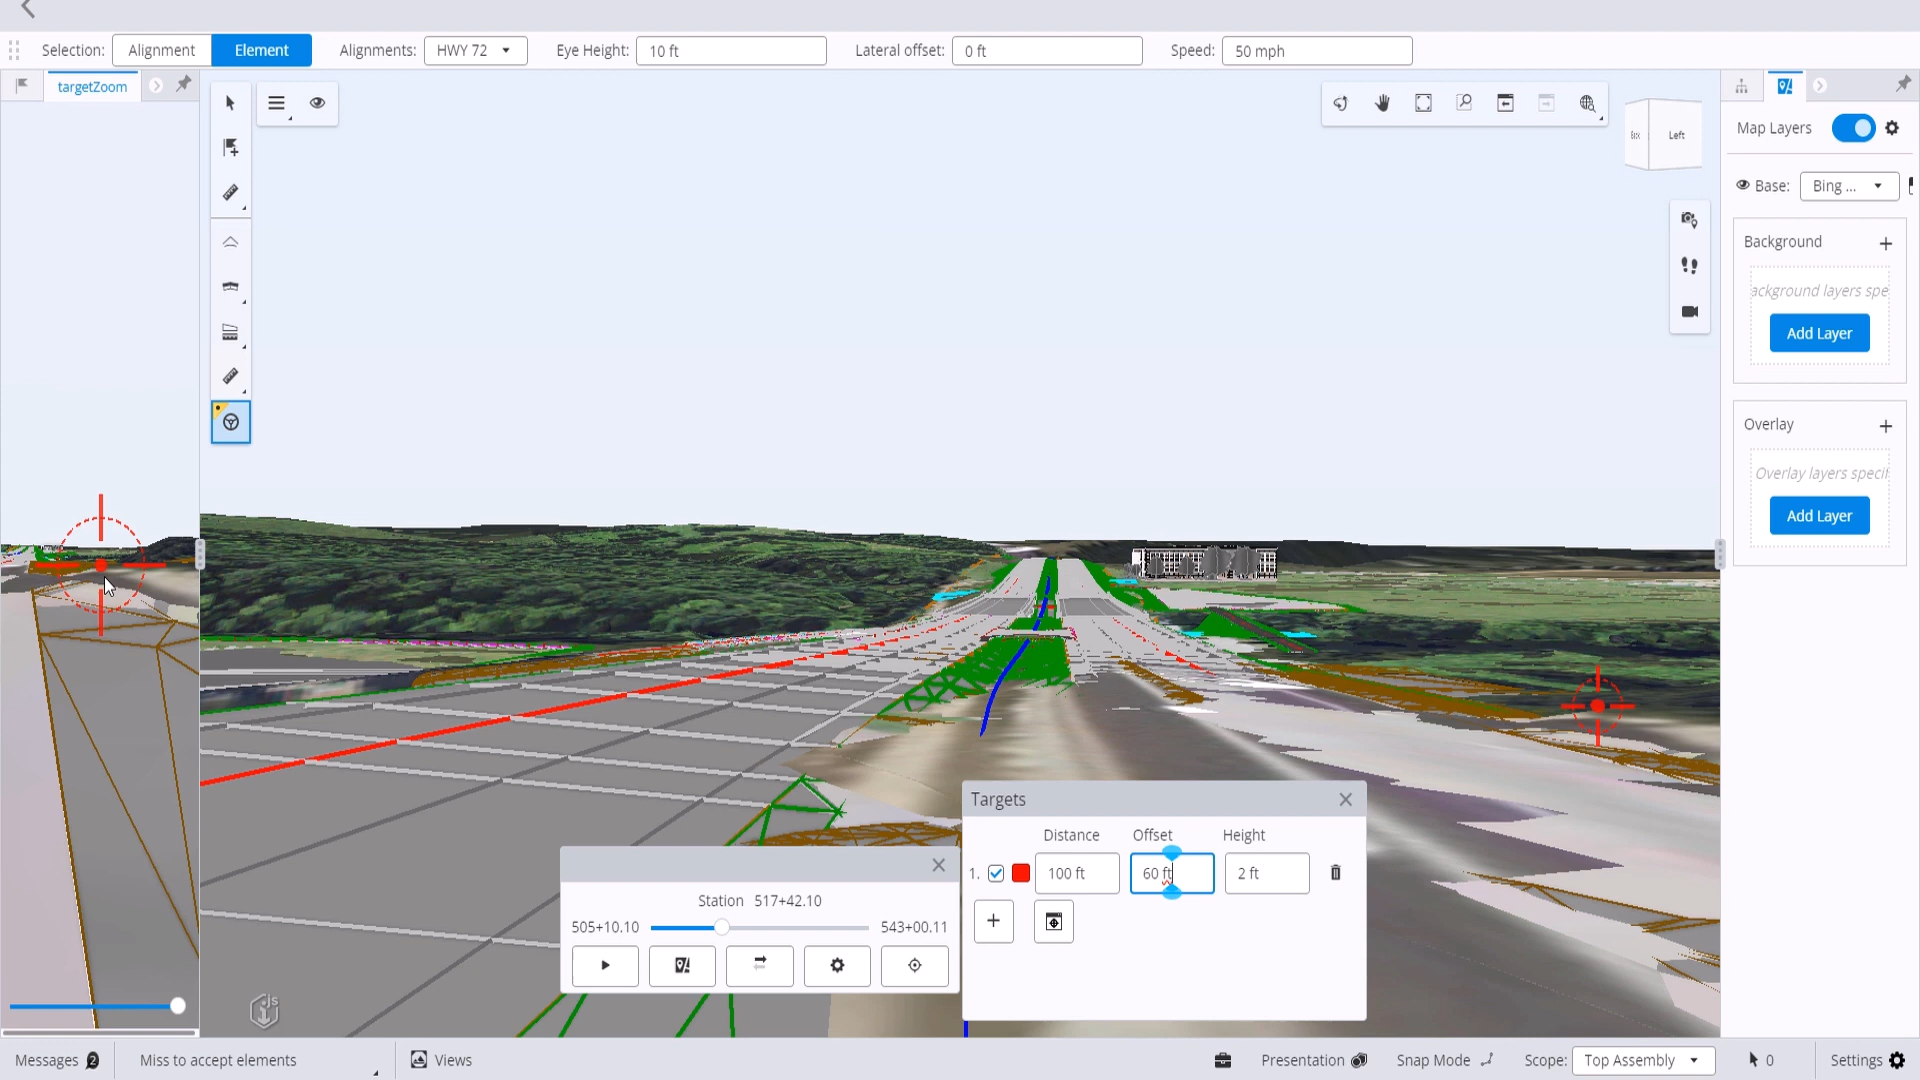 Selection: Alignment Element Alignments: HWY 72 Eye Height: 10 ft Lateral offset: 0 ft Speed: 50 mph
targetZoom
Left
Map Layers
Base: Bing ...
Background
ackground layers spe
Add Layer
Overlay
Overlay layers specif
Add Layer
Targets
Distance Offset Height
1. 100 ft 60 ft 2 ft
Station 517+42.10
505+10.10 543+00.11
JS
Messages 2 Miss to accept elements Views Presentation Snap Mode Scope: Top Assembly 0 Settings